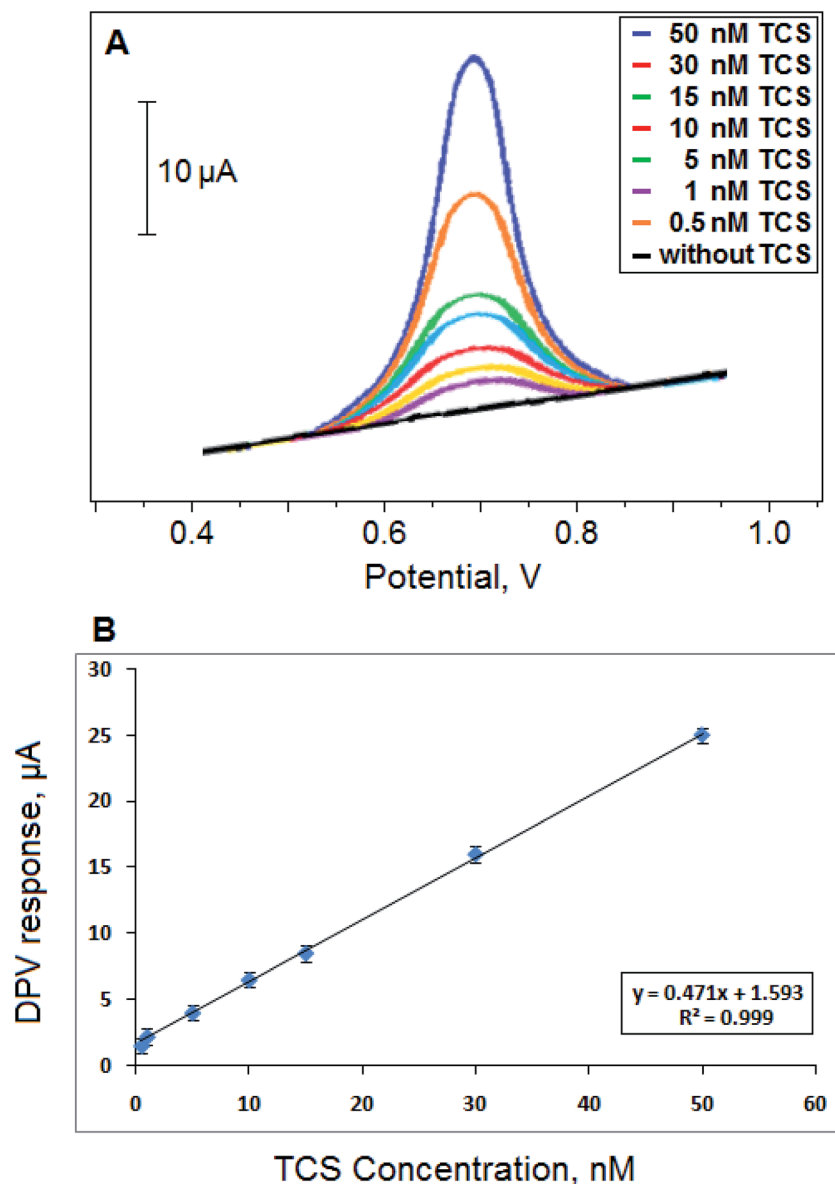 A
50 nM TCS
30 nM TCS
15 nM TCS
10 nM TCS
5 nM TCS
1 nM TCS
0.5 nM TCS
without TCS
10 µA
0.4 0.6 0.8 1.0
Potential, V
B
30
25
20
15
10
5
0
DPV response, µA
y = 0.471x + 1.593
R² = 0.999
0 10 20 30 40 50 60
TCS Concentration, nM